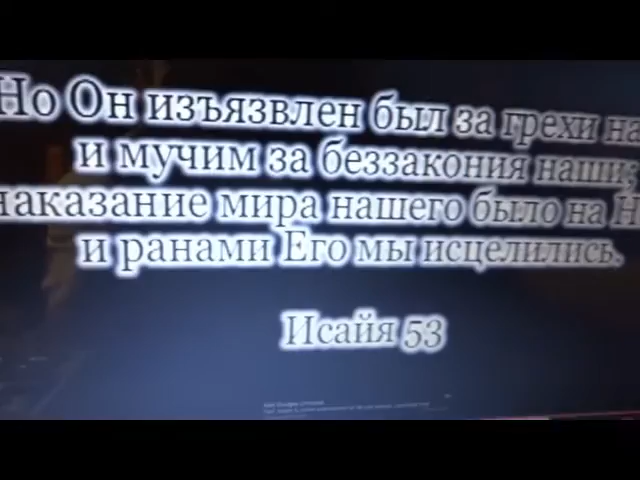 Но Он изъязвлен был за грехи на
и мучим за беззакония наши;
наказание мира нашего было на Н
и ранами Его мы исцелились.
Исайя 53